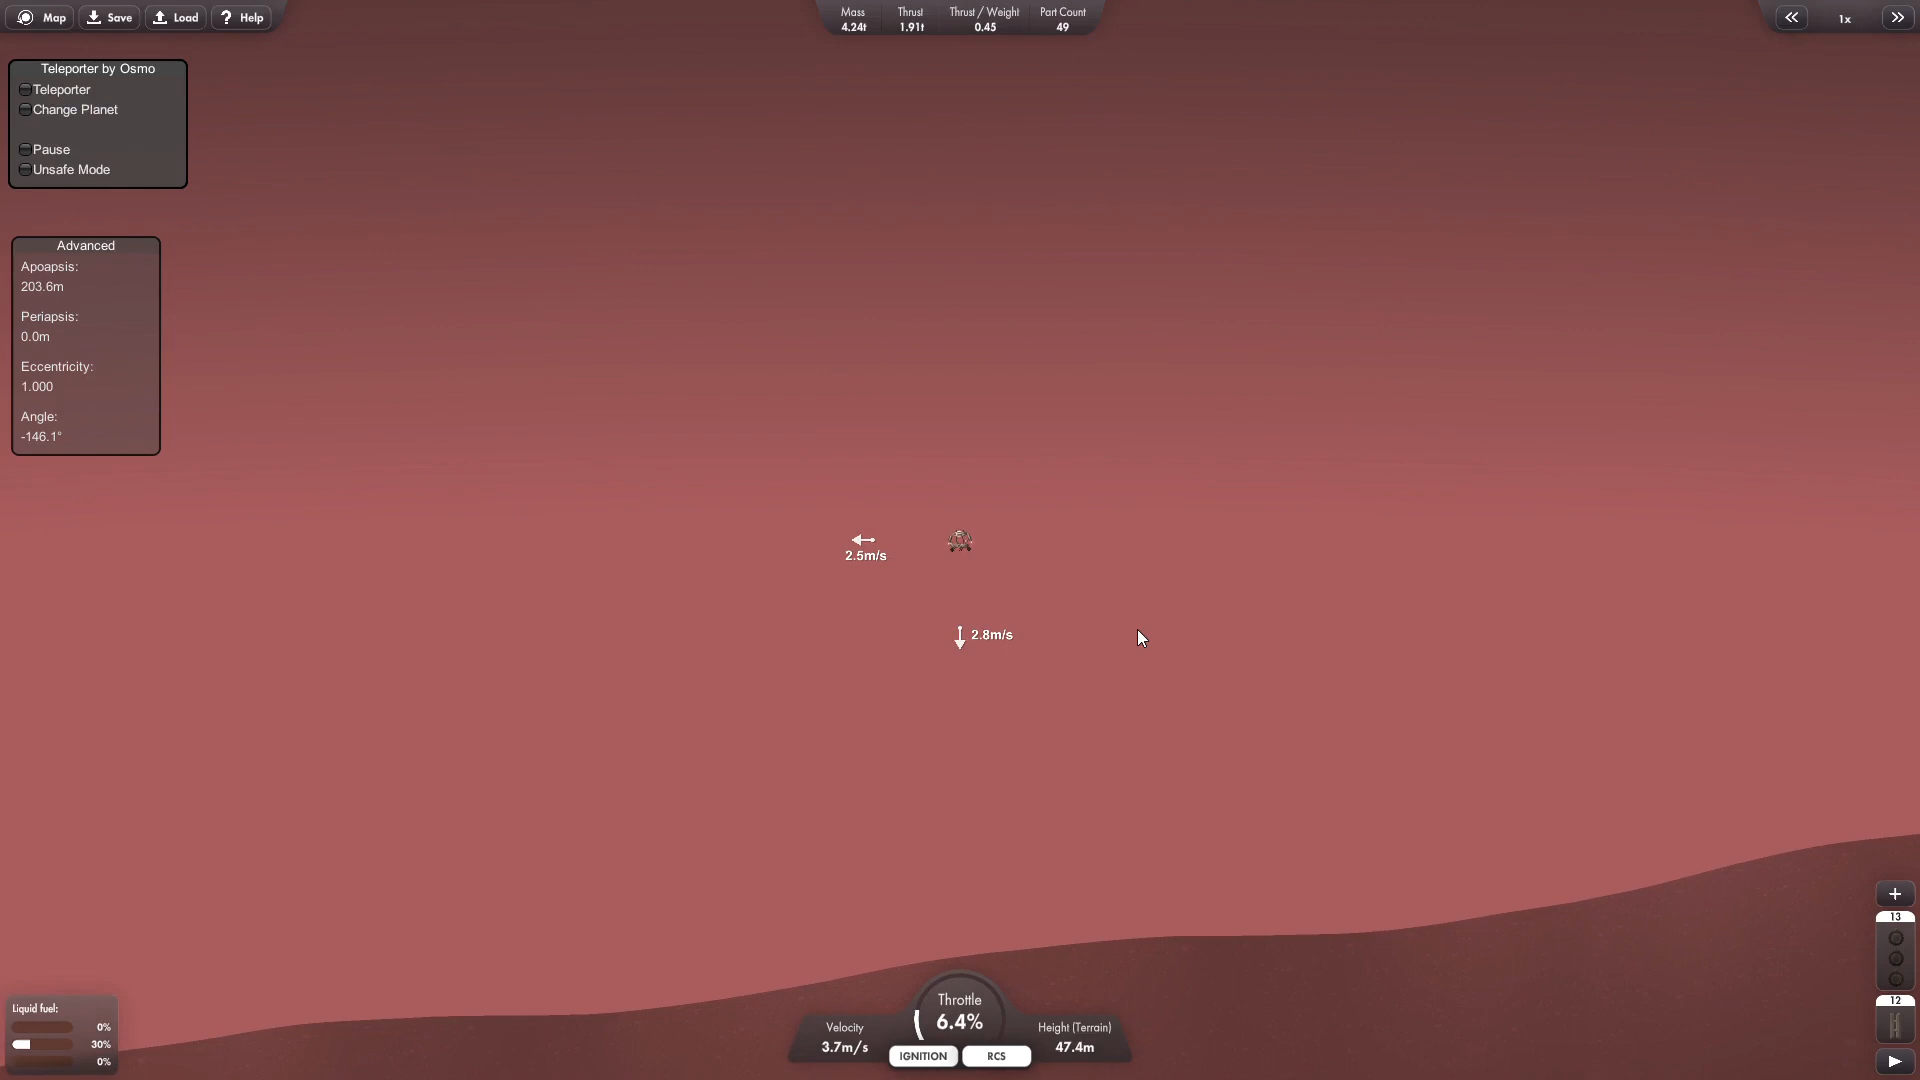 Map
Save
Load
? Help
Mass
4.24t
Thrust
1.91t
Thrust / Weight
0.45
Part Count
49
1x
Teleporter by Osmo
Teleporter
Change Planet
Pause
Unsafe Mode
Advanced
Apoapsis:
203.6m
Periapsis:
0.0m
Eccentricity:
1.000
Angle:
-146.1°
2.5m/s
2.8m/s
13
12
Liquid fuel:
0%
30%
0%
Throttle
6.4%
Velocity
3.7m/s
Height (Terrain)
47.4m
IGNITION
RCS